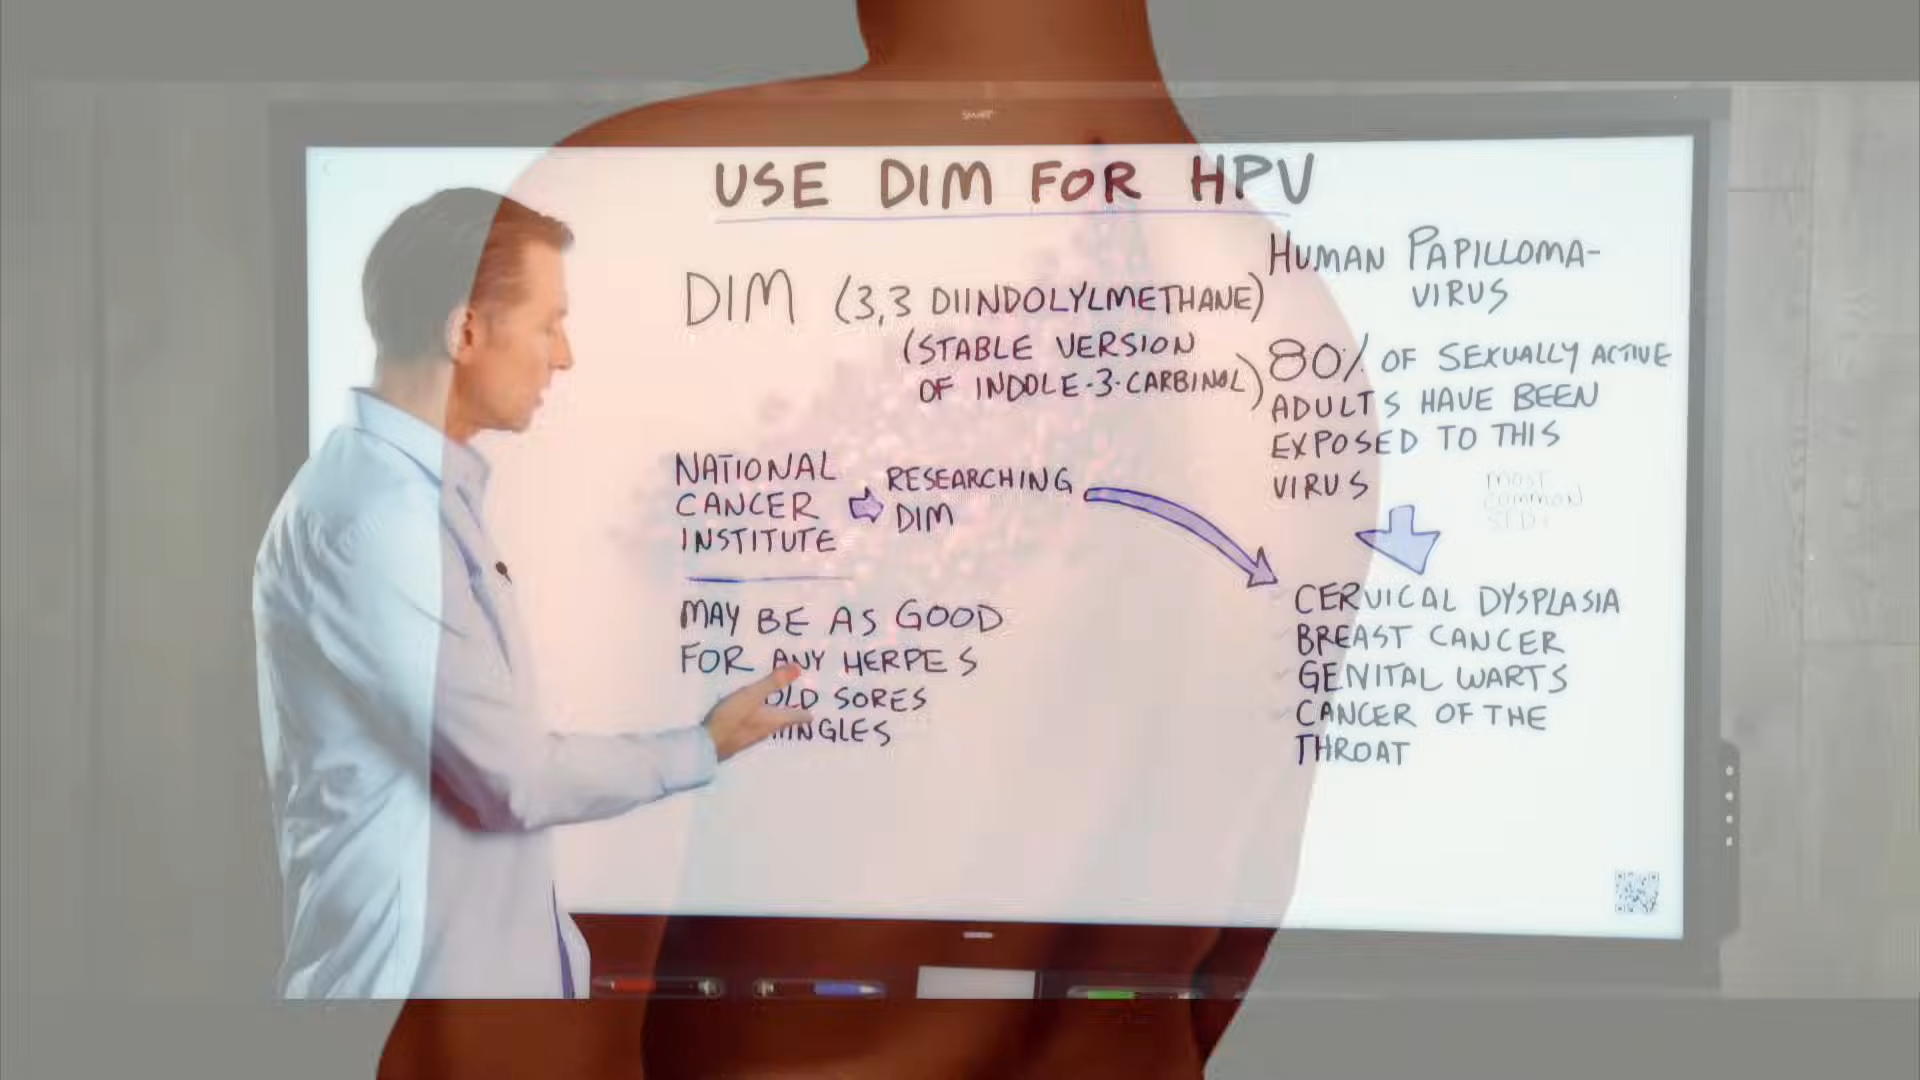 SMART
USE DIM FOR HPV
DIM (3,3 DIINDOLYLMETHANE)
(STABLE VERSION
OF INDOLE-3-CARBINOL)
NATIONAL
CANCER
INSTITUTE
RESEARCHING
DIM
MAY BE AS GOOD
FOR ANY HERPES
OLD SORES
INGLES
HUMAN PAPILLOMA-
VIRUS
80% OF SEXUALLY ACTIVE
ADULTS HAVE BEEN
EXPOSED TO THIS
VIRUS
MOST
COMMON
STD
CERVICAL DYSPLASIA
BREAST CANCER
GENITAL WARTS
CANCER OF THE
THROAT